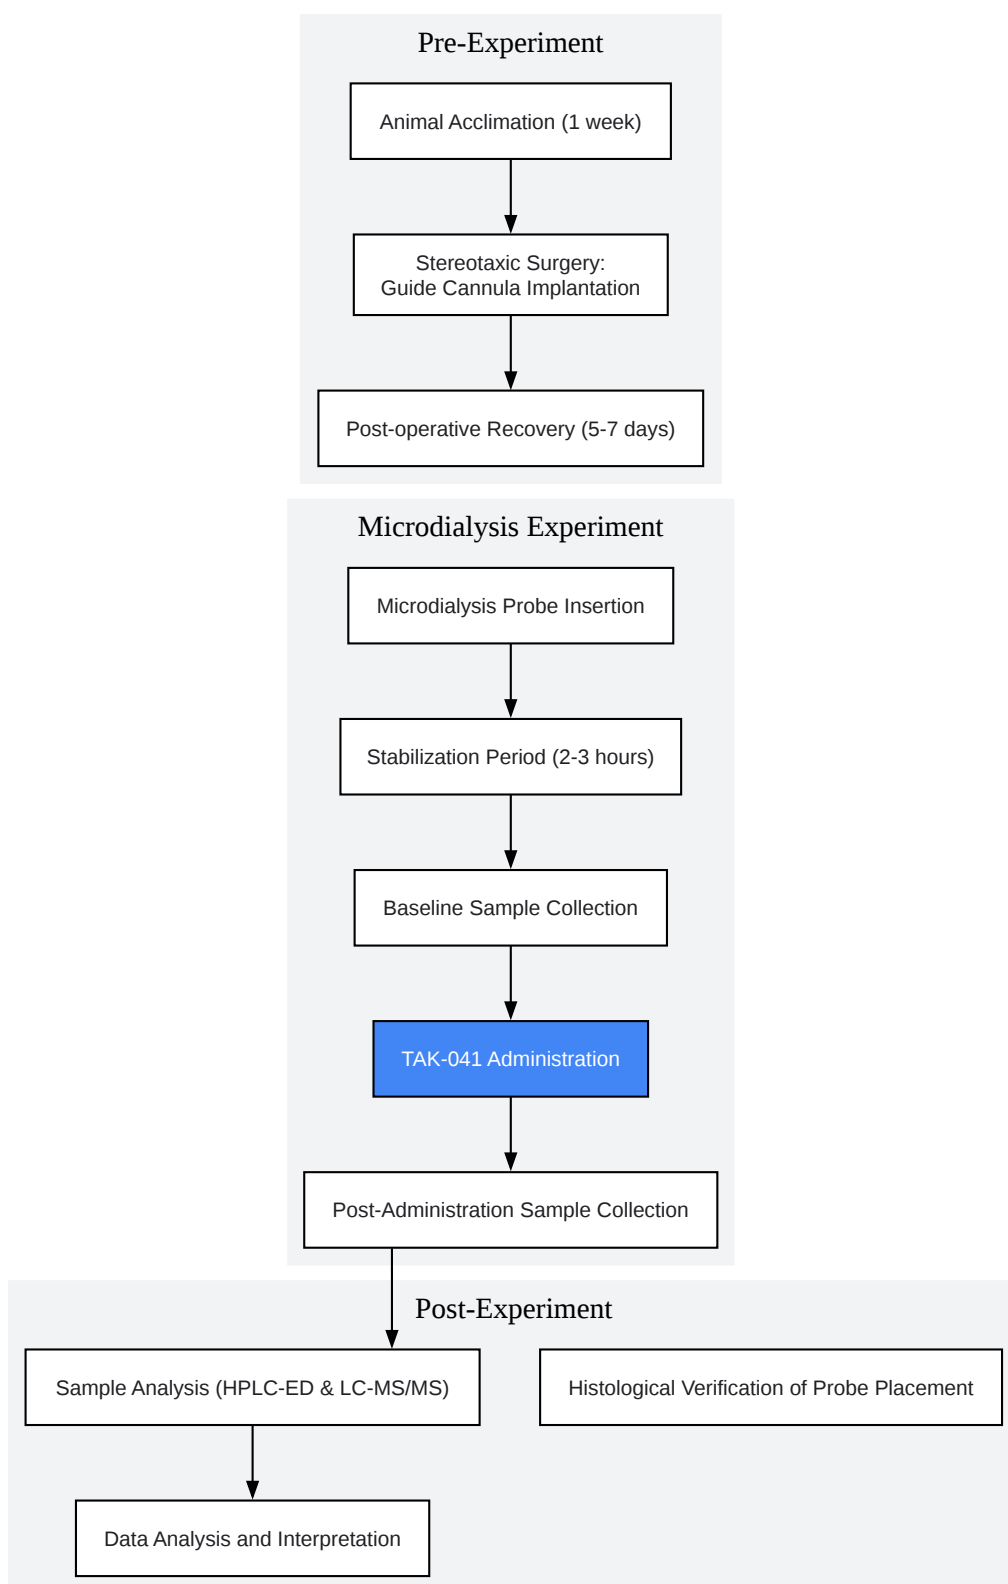 Pre-Experiment
Animal Acclimation (1 week)
Stereotaxic Surgery:
Guide Cannula Implantation
Post-operative Recovery (5-7 days)
Microdialysis Experiment
Microdialysis Probe Insertion
Stabilization Period (2-3 hours)
Baseline Sample Collection
TAK-041 Administration
Post-Administration Sample Collection
Post-Experiment
Sample Analysis (HPLC-ED & LC-MS/MS)
Histological Verification of Probe Placement
Data Analysis and Interpretation